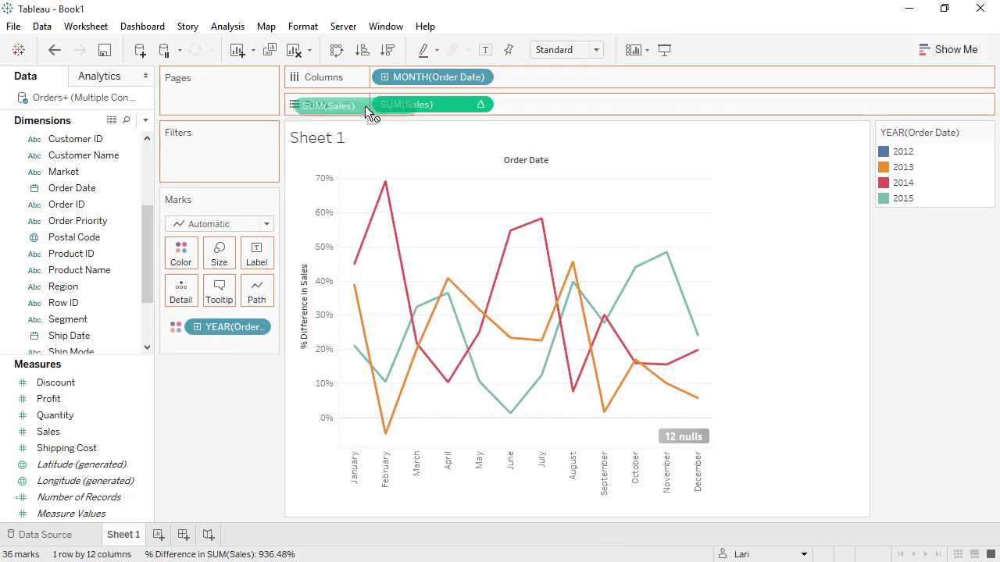 Tableau - Book1
File Data Worksheet Dashboard Story Analysis Map Format Server Window Help
Standard
Show Me
Data Analytics
Orders+ (Multiple Con...
Dimensions
Abc Customer ID
Abc Customer Name
Abc Market
Order Date
Abc Order ID
Abc Order Priority
Postal Code
Abc Product ID
Abc Product Name
Abc Region
Abc Row ID
Abc Segment
Ship Date
Abc Ship Mode
Measures
Discount
Profit
Quantity
Sales
Shipping Cost
Latitude (generated)
Longitude (generated)
Number of Records
Measure Values
Pages
Filters
Marks
Automatic
Color Size Label
Detail Tooltip Path
YEAR(Order..
Columns MONTH(Order Date)
SUM(Sales) SUM(Sales)
Sheet 1
Order Date
% Difference in Sales
70%
60%
50%
40%
30%
20%
10%
0%
12 nulls
January
February
March
April
May
June
July
August
September
October
November
December
YEAR(Order Date)
2012
2013
2014
2015
Data Source Sheet 1
36 marks 1 row by 12 columns % Difference in SUM(Sales): 936.48%
Lari